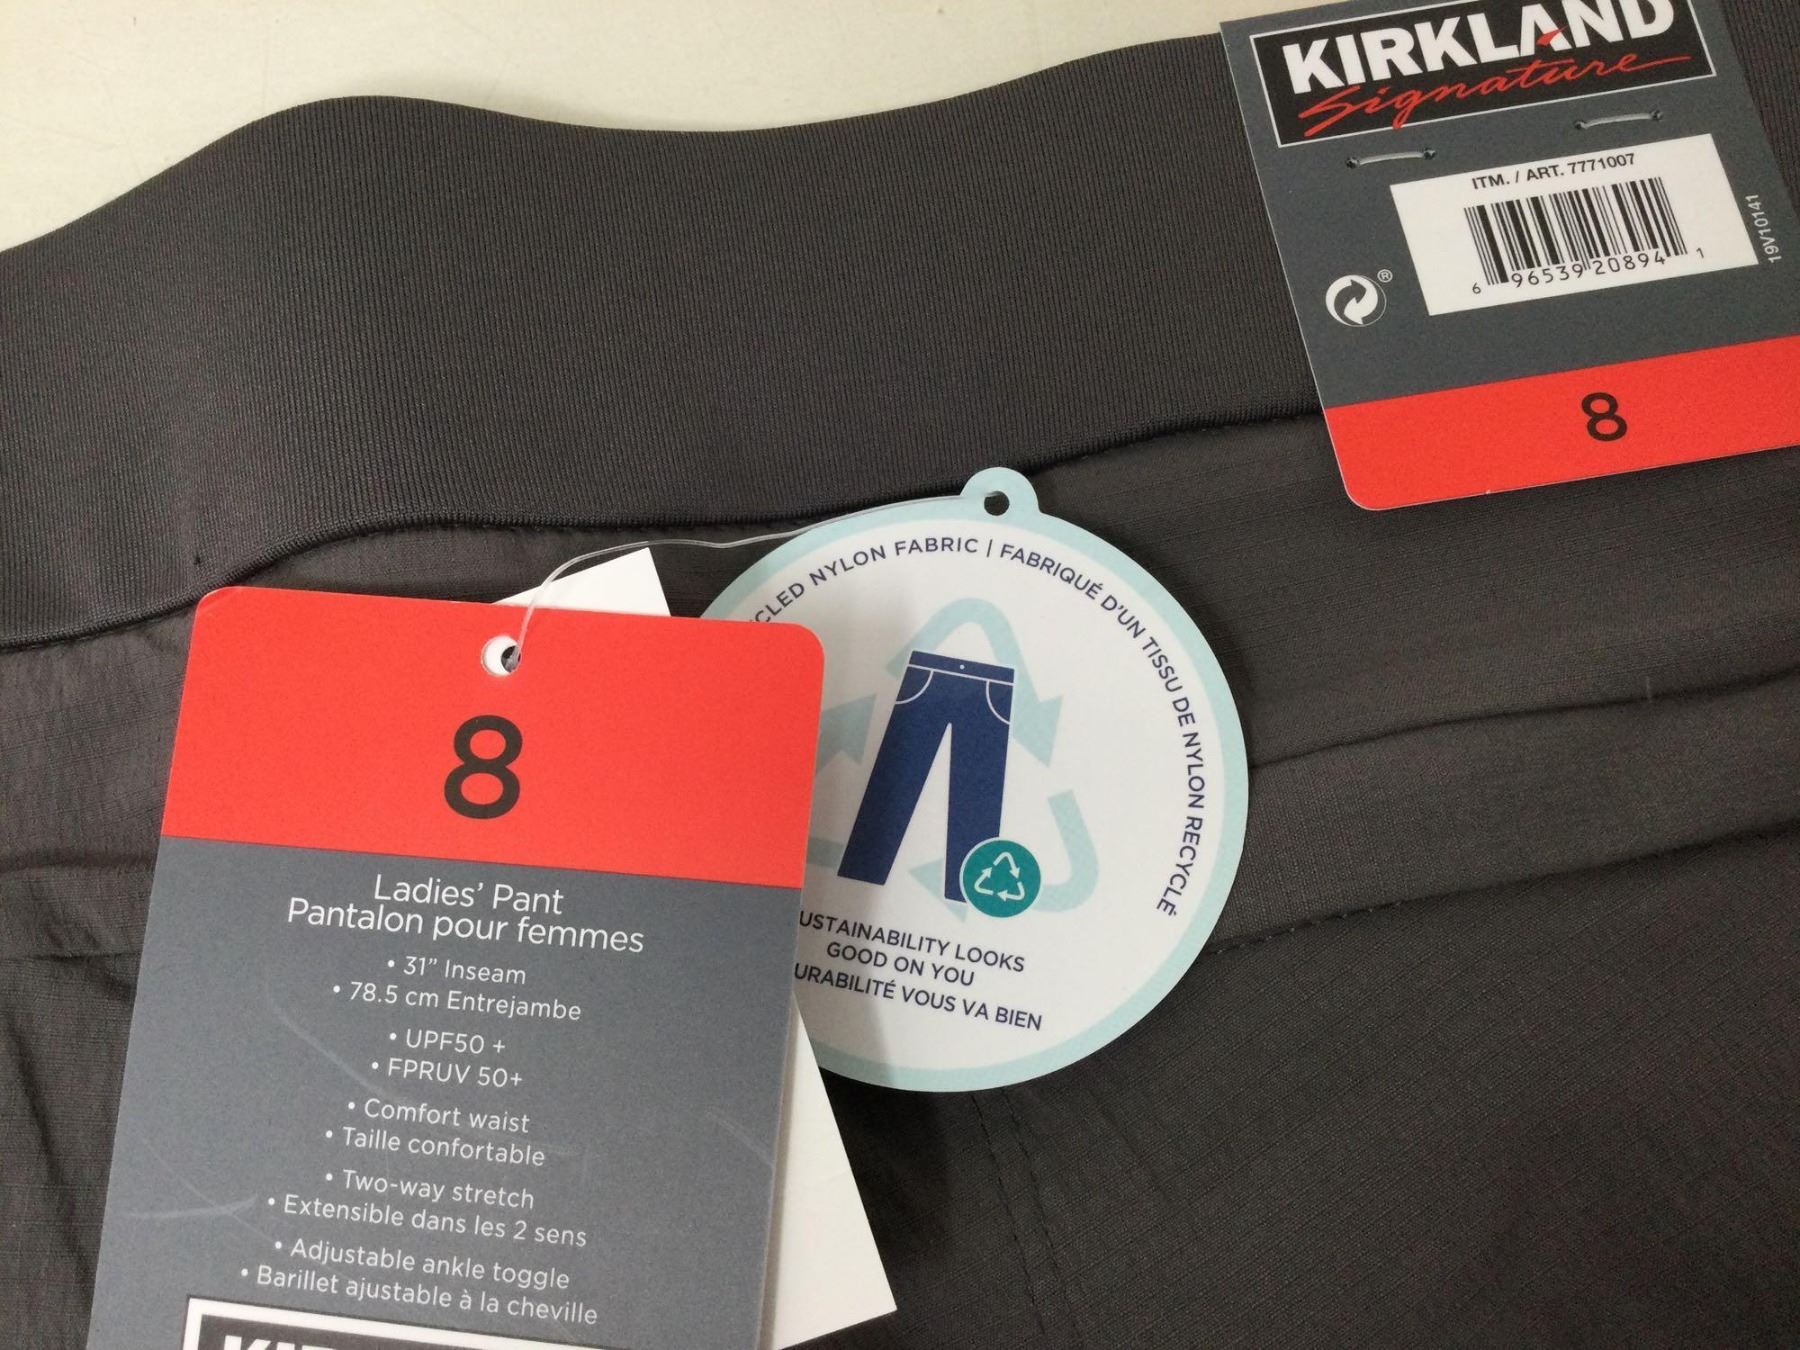 KIRKLAND
Signature
ITM. / ART. 7771007
6 96539 20894 1
19V10141
®
8
NYLON FABRIC | FABRIQUÉ D'UN TISSU DE NYLON RECYCLÉ
LOOKS
GOOD ON YOU
VOUS VA BIEN
8
Ladies' Pant
Pantalon pour femmes
• 31" Inseam
• 78.5 cm Entrejambe
• UPF50 +
• FPRUV 50+
• Comfort waist
• Taille confortable
• Two-way stretch
• Extensible dans les 2 sens
• Adjustable ankle toggle
• Barillet ajustable à la cheville